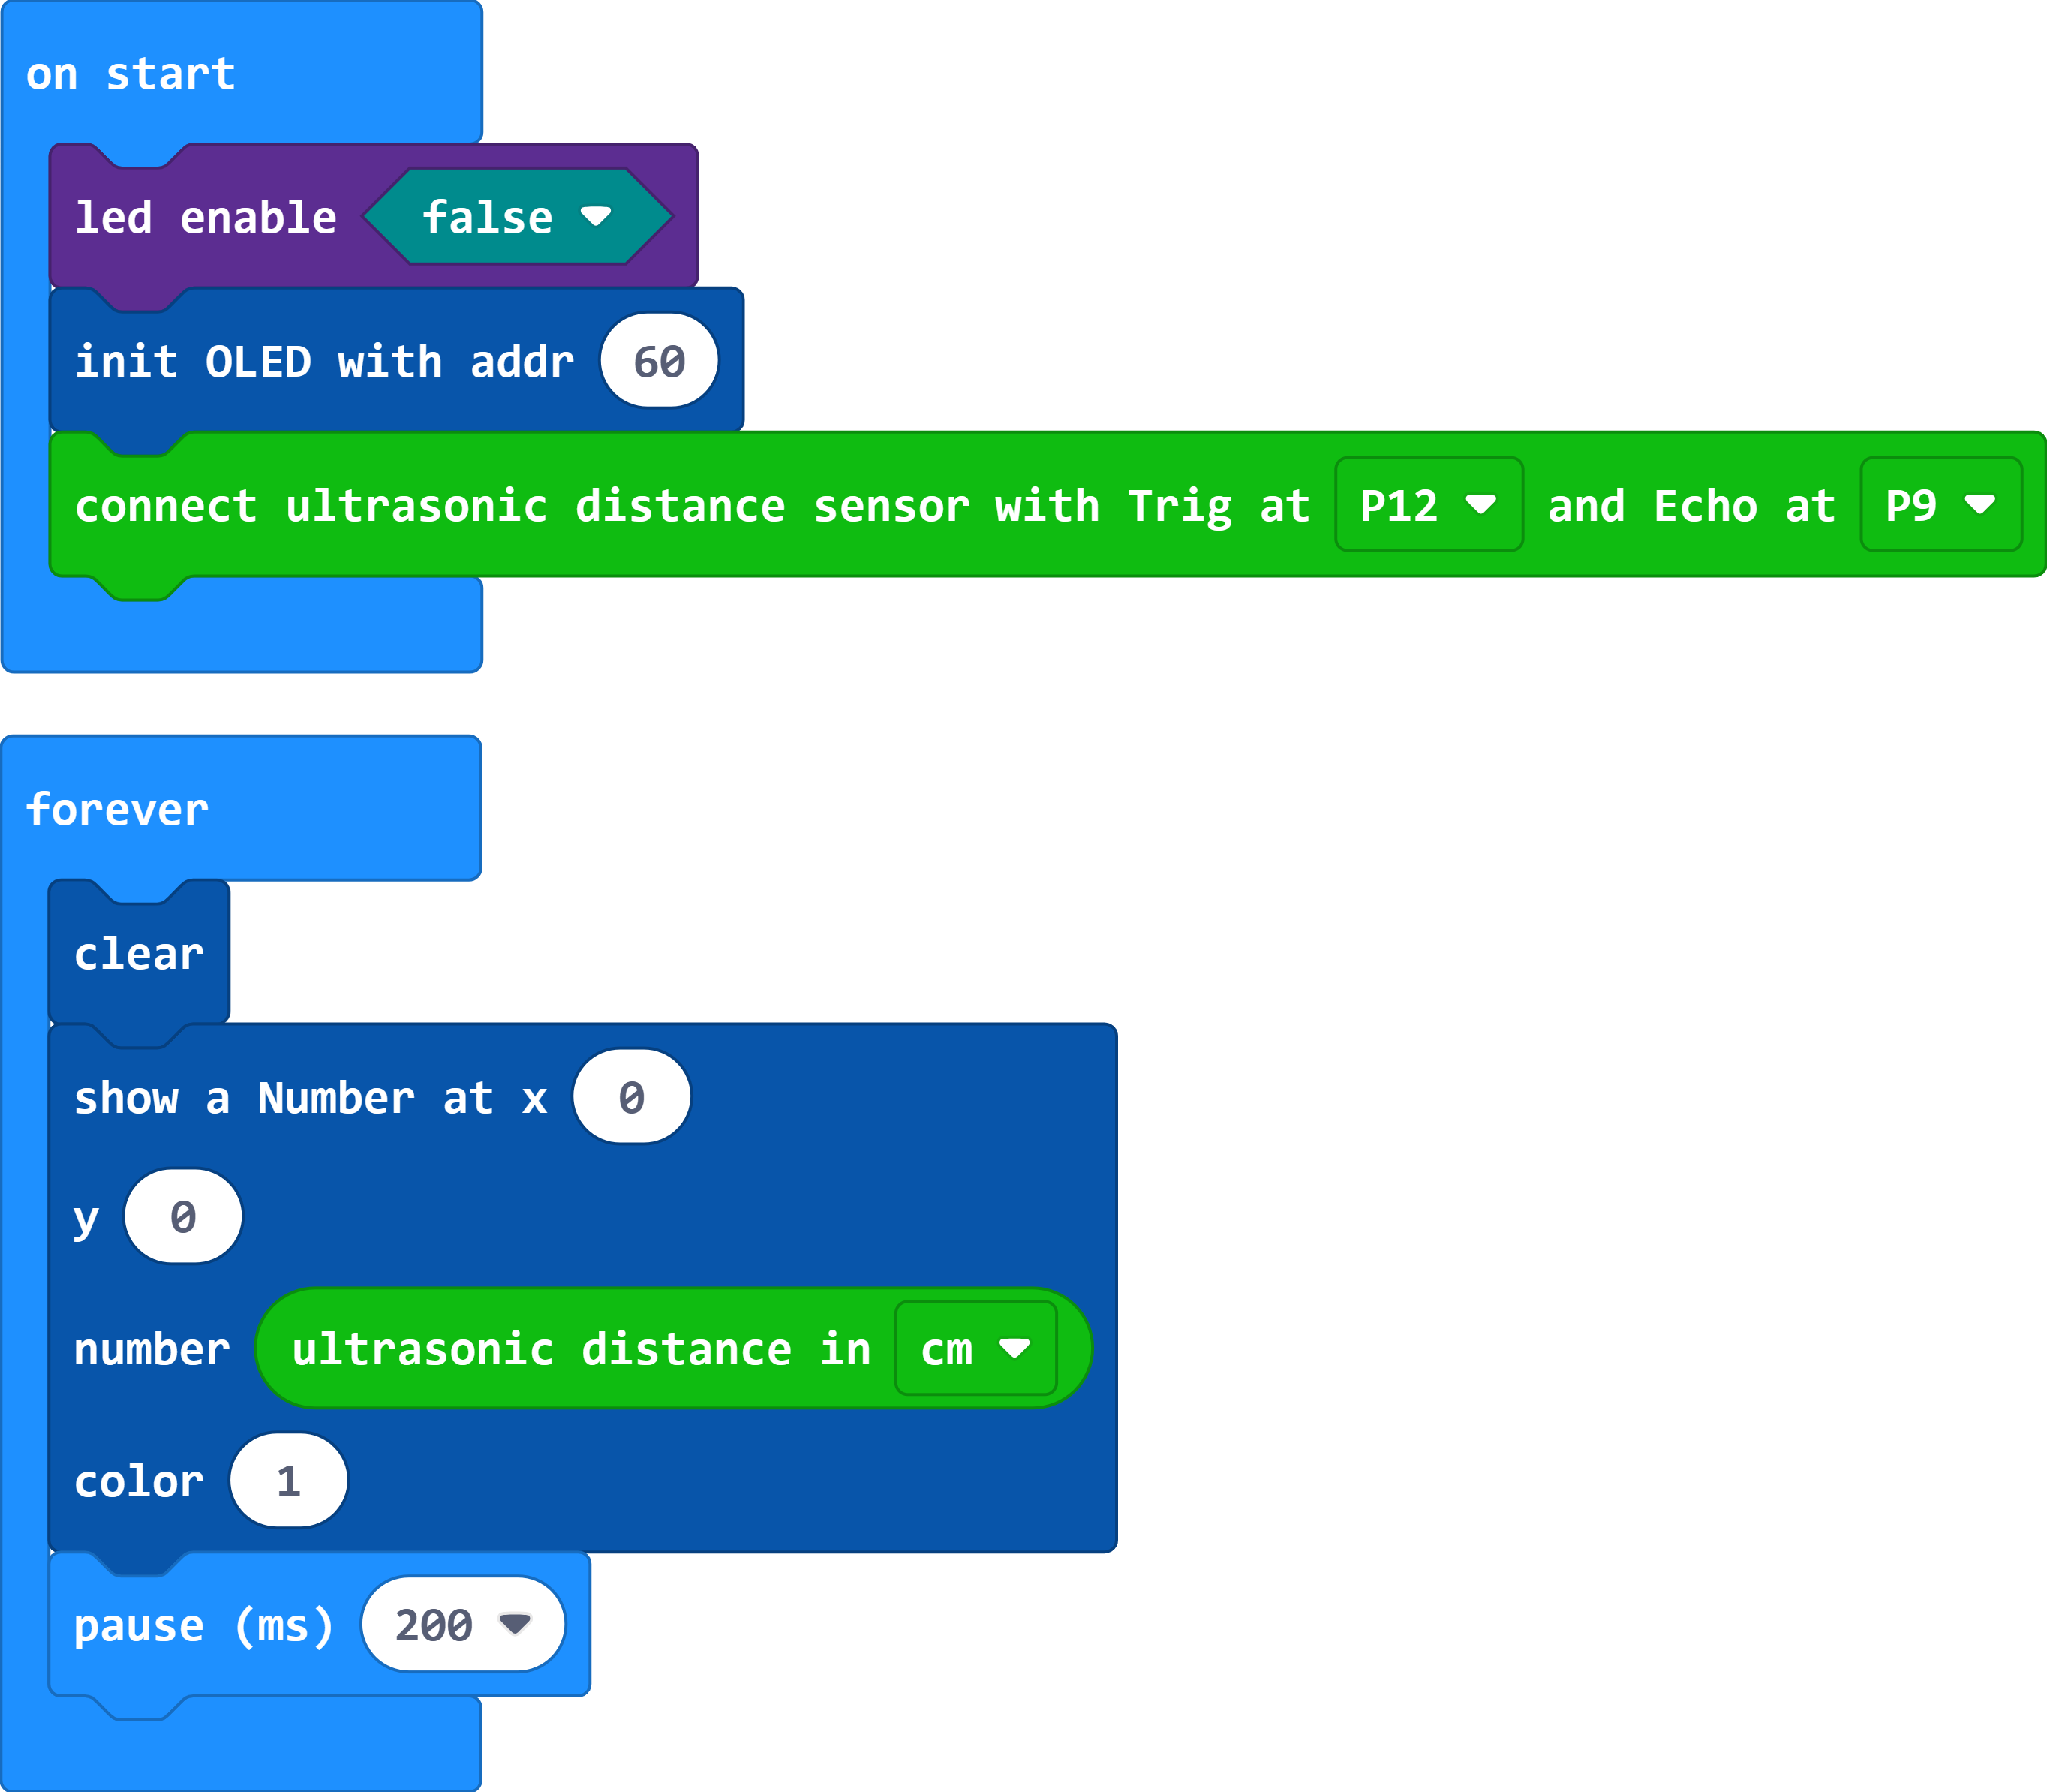 on start
led enable false
init OLED with addr 60
connect ultrasonic distance sensor with Trig at P12 and Echo at P9
forever
clear
show a Number at x 0
y 0
number ultrasonic distance in cm
color 1
pause (ms) 200